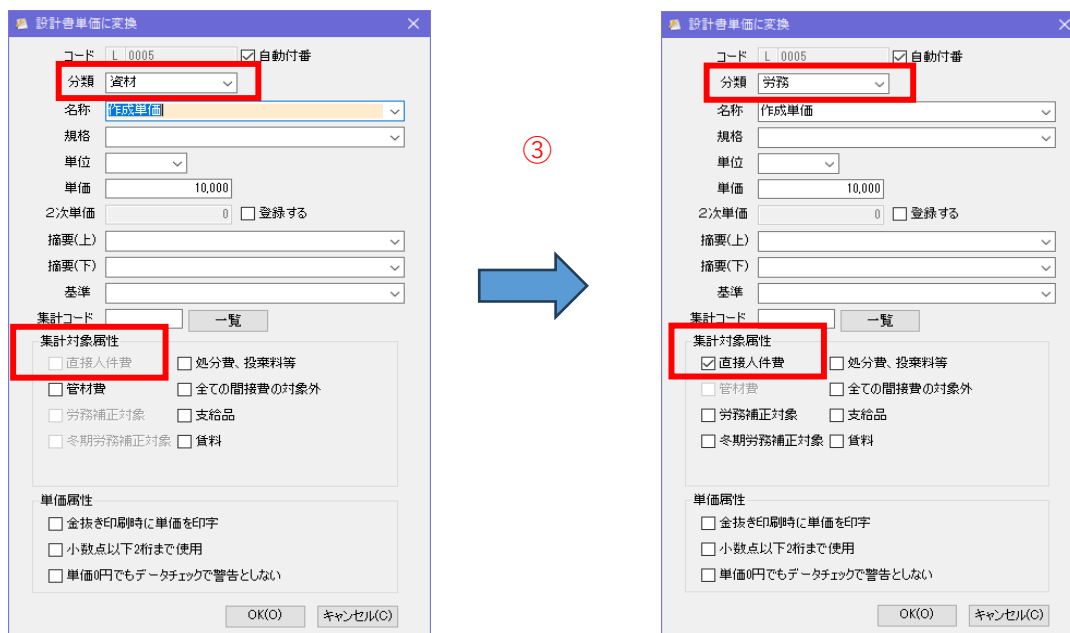 設計書単価に変換
コード L 0005 自動付番
分類 資材
名称 作成単価
規格
単位
単価 10,000
2次単価 0 登録する
摘要(上)
摘要(下)
基準
集計コード 一覧
集計対象属性
直接人件費 処分費、投棄料等
管材費 全ての間接費の対象外
労務補正対象 支給品
冬期労務補正対象 賃料
単価属性
金抜き印刷時に単価を印字
小数点以下2桁まで使用
単価0円でもデータチェックで警告としない
OK(O) キャンセル(C)
③
設計書単価に変換
コード L 0005 自動付番
分類 労務
名称 作成単価
規格
単位
単価 10,000
2次単価 0 登録する
摘要(上)
摘要(下)
基準
集計コード 一覧
集計対象属性
直接人件費 処分費、投棄料等
管材費 全ての間接費の対象外
労務補正対象 支給品
冬期労務補正対象 賃料
単価属性
金抜き印刷時に単価を印字
小数点以下2桁まで使用
単価0円でもデータチェックで警告としない
OK(O) キャンセル(C)